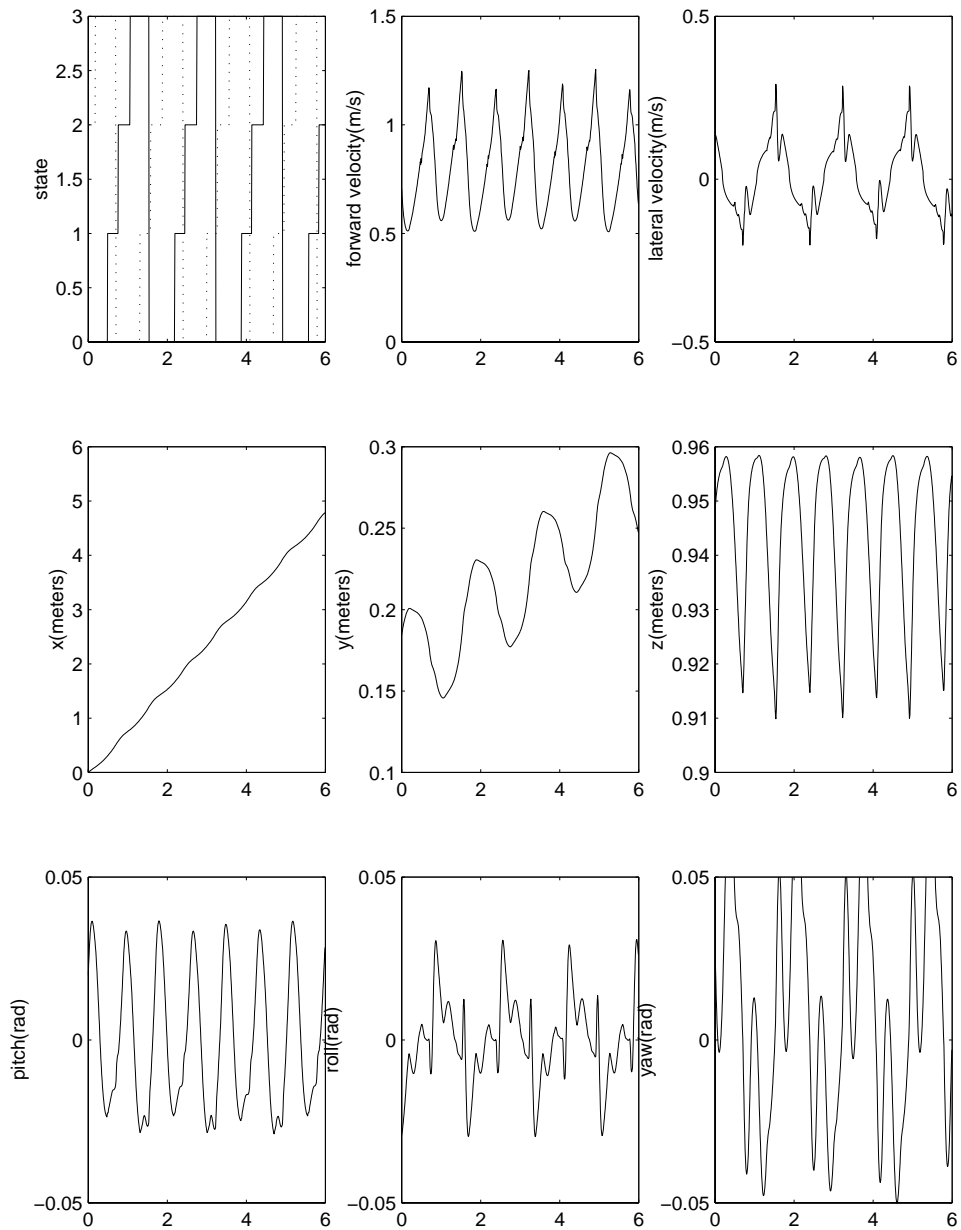 3
2.5
2
1.5
1
0.5
0
0 2 4 6
state
1.5
1
0.5
0
0 2 4 6
forward velocity(m/s)
0.5
0
−0.5
0 2 4 6
lateral velocity(m/s)
6
5
4
3
2
1
0
0 2 4 6
x(meters)
0.3
0.25
0.2
0.15
0.1
0 2 4 6
y(meters)
0.96
0.95
0.94
0.93
0.92
0.91
0.9
0 2 4 6
z(meters)
0.05
0
−0.05
0 2 4 6
pitch(rad)
0.05
0
−0.05
0 2 4 6
roll(rad)
0.05
0
−0.05
0 2 4 6
yaw(rad)